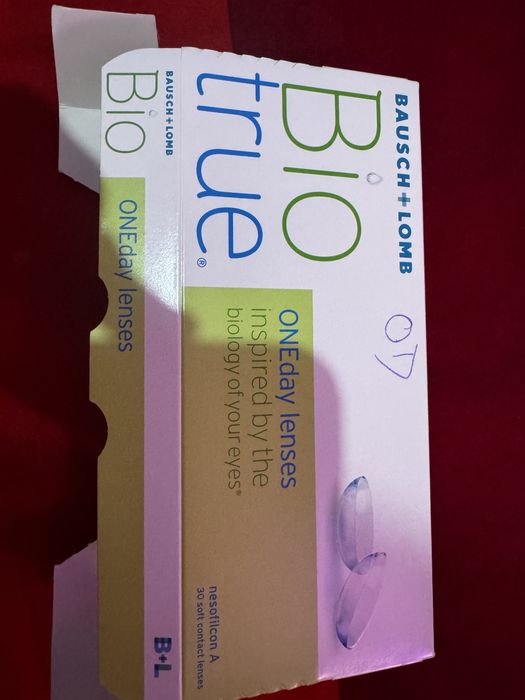 BAUSCH + LOMB
Bio
true®
ONEday lenses
inspired by the
biology of your eyes®
nesofilcon A
30 soft contact lenses
OD
BAUSCH + LOMB
Bio
ONEday lenses
B+L